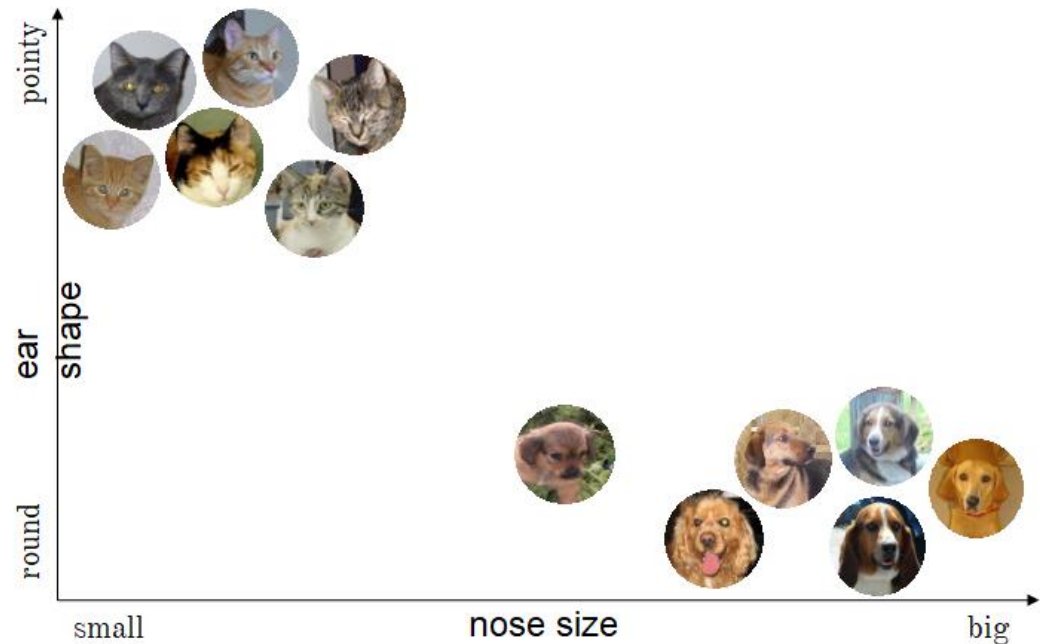 pointy
ear
shape
round
small
nose size
big